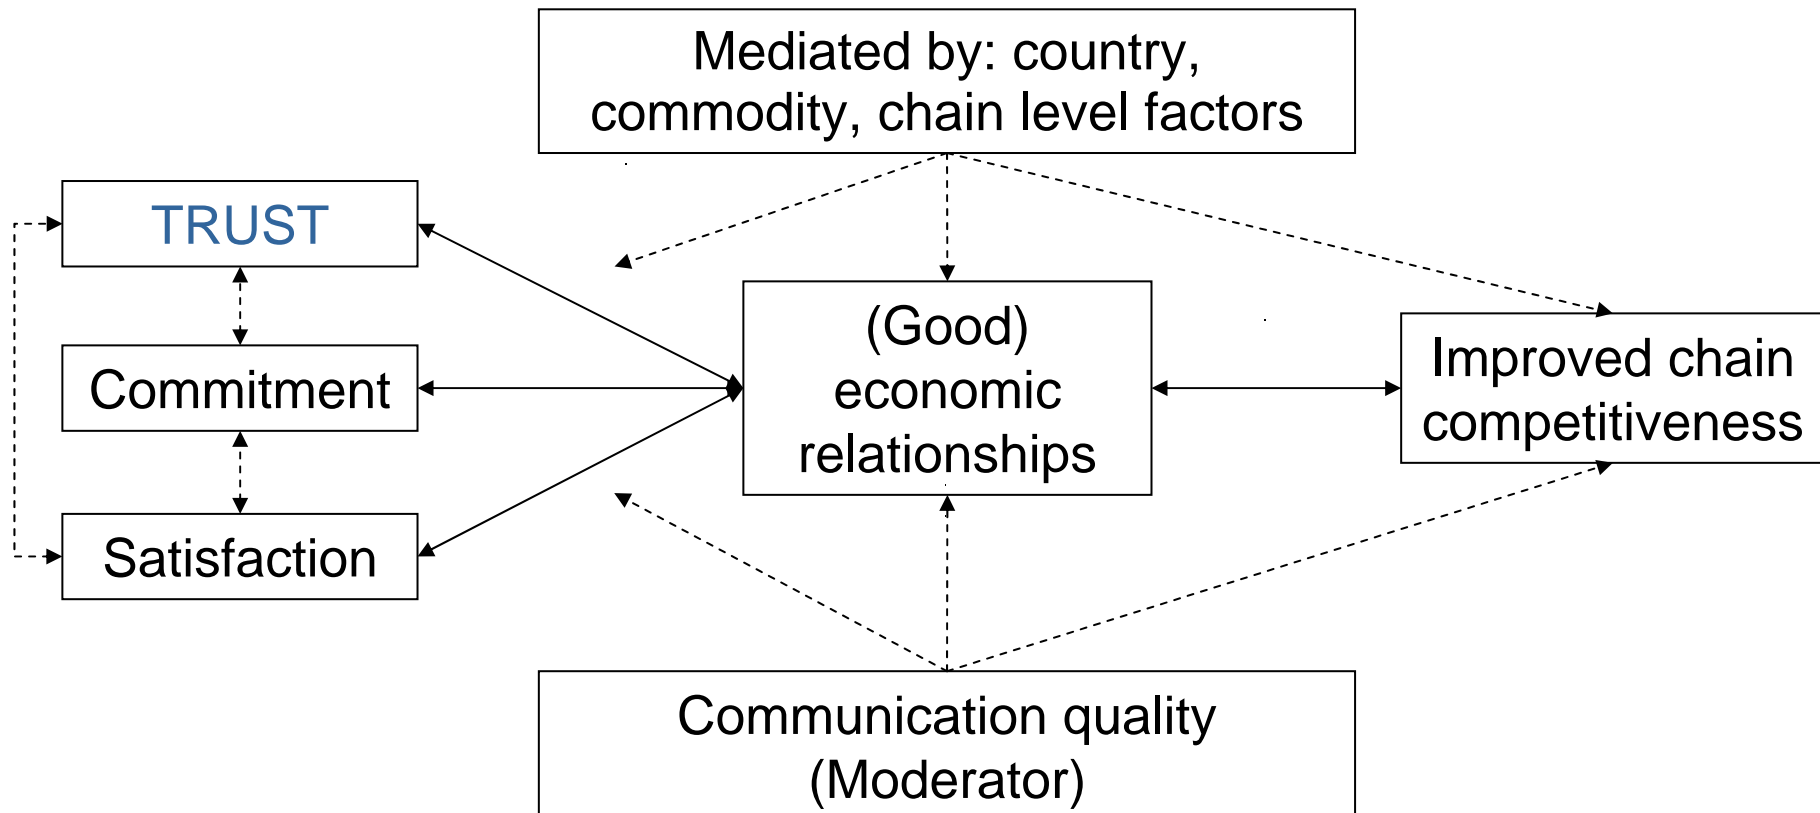 Mediated by: country,
commodity, chain level factors
TRUST
Commitment
Satisfaction
(Good)
economic
relationships
Improved chain
competitiveness
Communication quality
(Moderator)